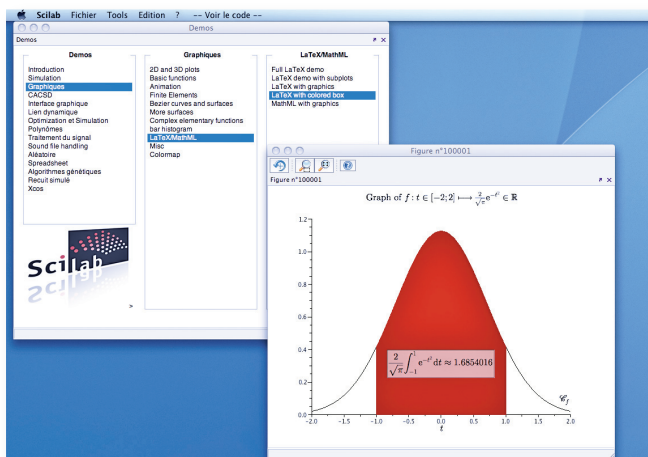 Scilab Fichier Tools Edition ? -- Voir le code --
Demos
Demos
Demos
Introduction
Simulation
Graphiques
CACSD
Interface graphique
Lien dynamique
Optimization et Simulation
Polynômes
Traitement du signal
Sound file handling
Aléatoire
Spreadsheet
Algorithmes génétiques
Recuit simulé
Xcos
Scilab
>
Graphiques
2D and 3D plots
Basic functions
Animation
Finite Elements
Bezier curves and surfaces
More surfaces
Complex elementary functions
bar histogram
LaTeX/MathML
Misc
Colormap
LaTeX/MathML
Full LaTeX demo
LaTeX demo with subplots
LaTeX with graphics
LaTeX with colored box
MathML with graphics
Figure n°100001
Figure n°100001
Graph of f : t ∈ [−2; 2] ⟼ 2/√π e^{−t²} ∈ ℝ
1.2
1.0
0.8
0.6
0.4
0.2
0.0
2/√π ∫_{−1}^{1} e^{−t²} dt ≈ 1.6854016
𝒞_f
-2.0 -1.5 -1.0 -0.5 0.0 0.5 1.0 1.5 2.0
t